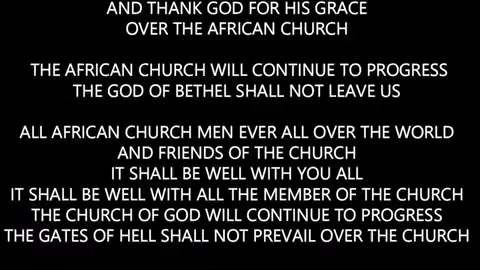 AND THANK GOD FOR HIS GRACE
OVER THE AFRICAN CHURCH
THE AFRICAN CHURCH WILL CONTINUE TO PROGRESS
THE GOD OF BETHEL SHALL NOT LEAVE US
ALL AFRICAN CHURCH MEN EVER ALL OVER THE WORLD
AND FRIENDS OF THE CHURCH
IT SHALL BE WELL WITH YOU ALL
IT SHALL BE WELL WITH ALL THE MEMBER OF THE CHURCH
THE CHURCH OF GOD WILL CONTINUE TO PROGRESS
THE GATES OF HELL SHALL NOT PREVAIL OVER THE CHURCH